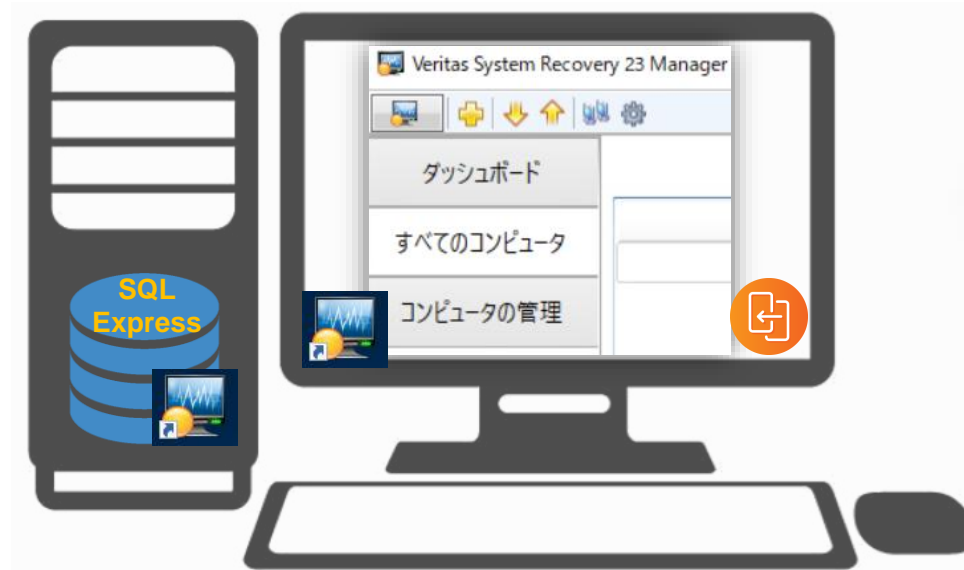 Veritas System Recovery 23 Manager
ダッシュボード
すべてのコンピュータ
コンピュータの管理
SQL
Express